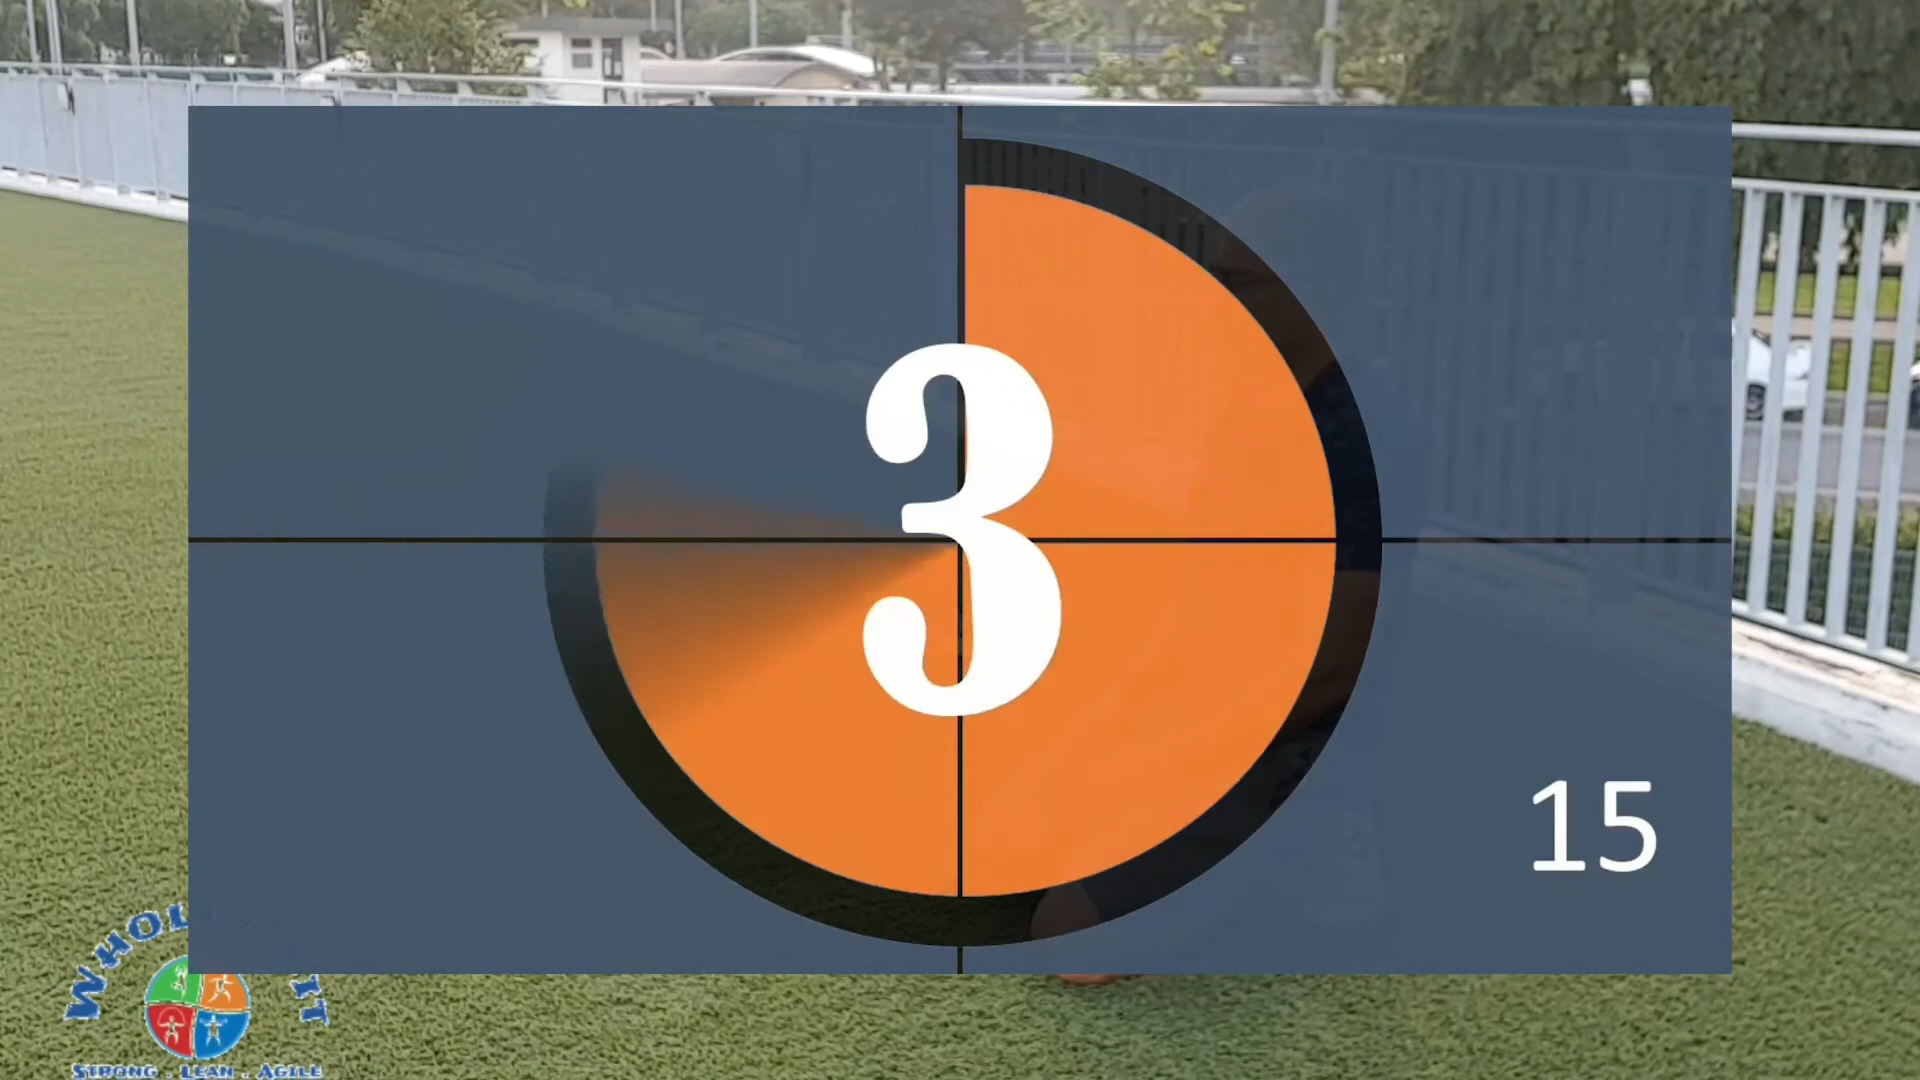 3
15
STRONG . LEAN . AGILE